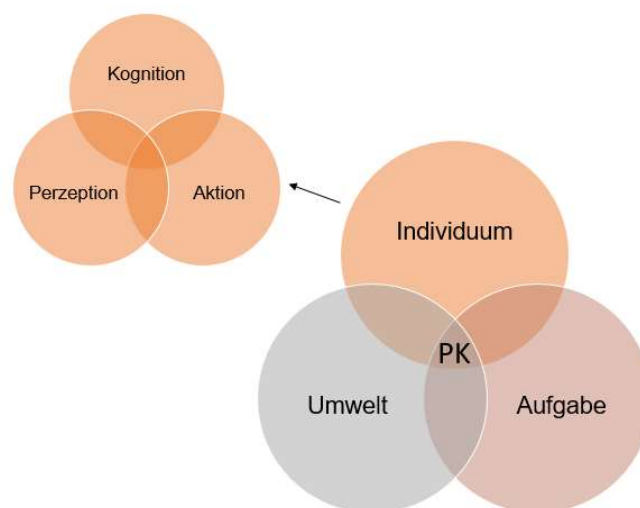 Kognition
Perzeption
Aktion
Individuum
PK
Umwelt
Aufgabe